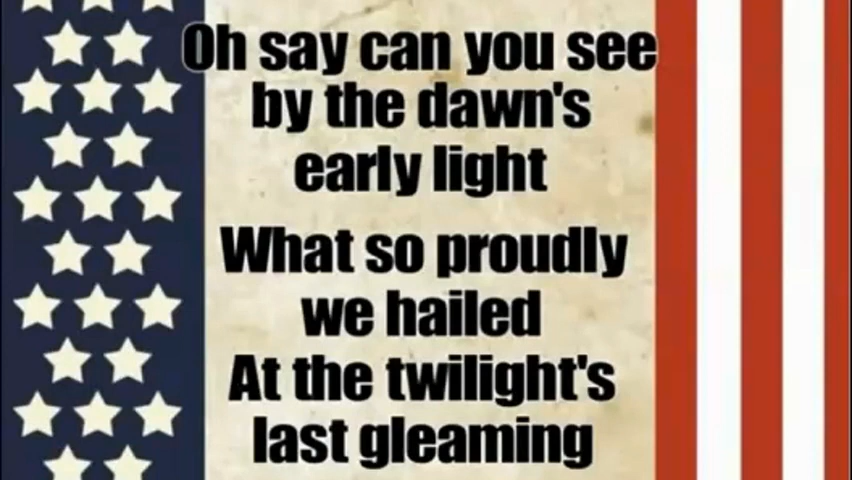 Oh say can you see
by the dawn's
early light
What so proudly
we hailed
At the twilight's
last gleaming